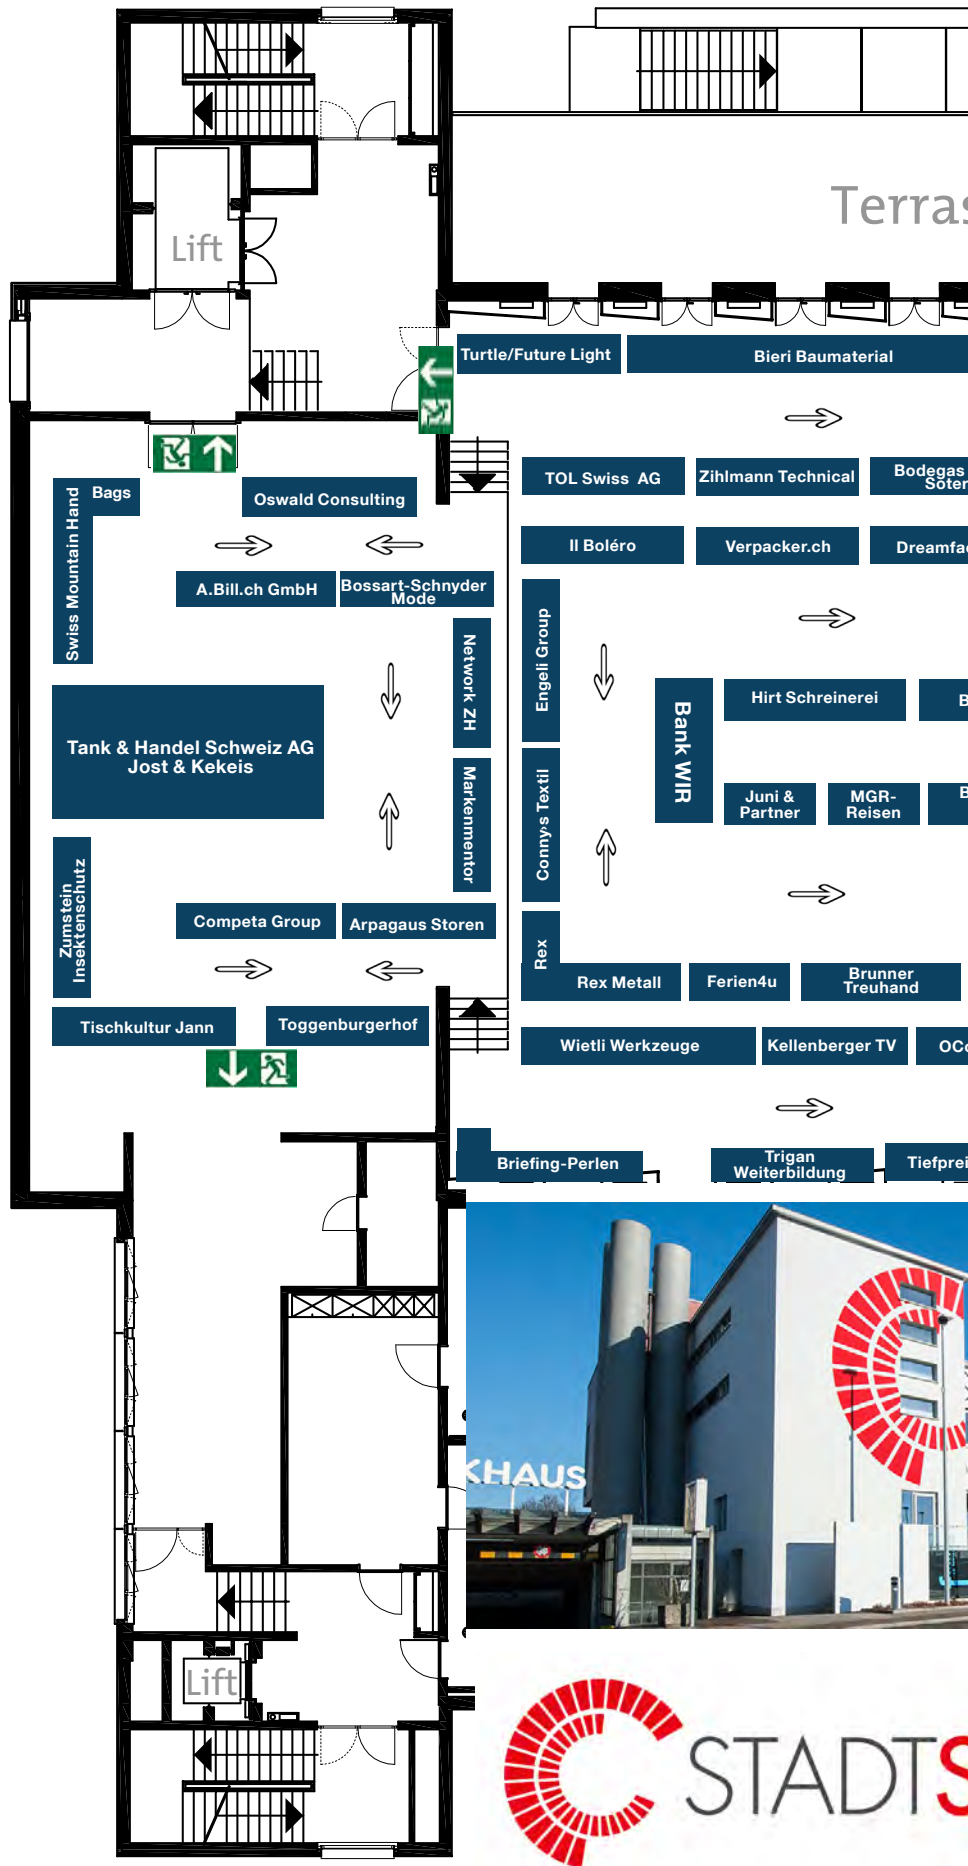 Terras
Lift
Turtle/Future Light
Bieri Baumaterial
TOL Swiss AG
Zihlmann Technical
Bodegas
Soter
Swiss Mountain Hand
Bags
Oswald Consulting
Il Boléro
Verpacker.ch
Dreamfac
A.Bill.ch GmbH
Bossart-Schnyder
Mode
Network ZH
Engeli Group
Bank WIR
Hirt Schreinerei
B
Tank & Handel Schweiz AG
Jost & Kekeis
Markenmentor
Conny's Textil
Juni &
Partner
MGR-
Reisen
B
Zumstein
Insektenschutz
Competa Group
Arpagaus Storen
Rex
Rex Metall
Ferien4u
Brunner
Treuhand
Tischkultur Jann
Toggenburgerhof
Wietli Werkzeuge
Kellenberger TV
OCo
Briefing-Perlen
Trigan
Weiterbildung
Tiefprei
KHAUS
Lift
STADTS